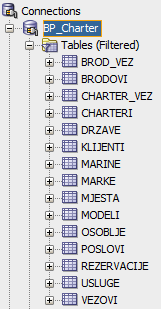 Connections
BP_Charter
Tables (Filtered)
BROD_VEZ
BRODOVI
CHARTER_VEZ
CHARTERI
DRZAVE
KLIJENTI
MARINE
MARKE
MJESTA
MODELI
OSOBLJE
POSLOVI
REZERVACIJE
USLUGE
VEZOVI